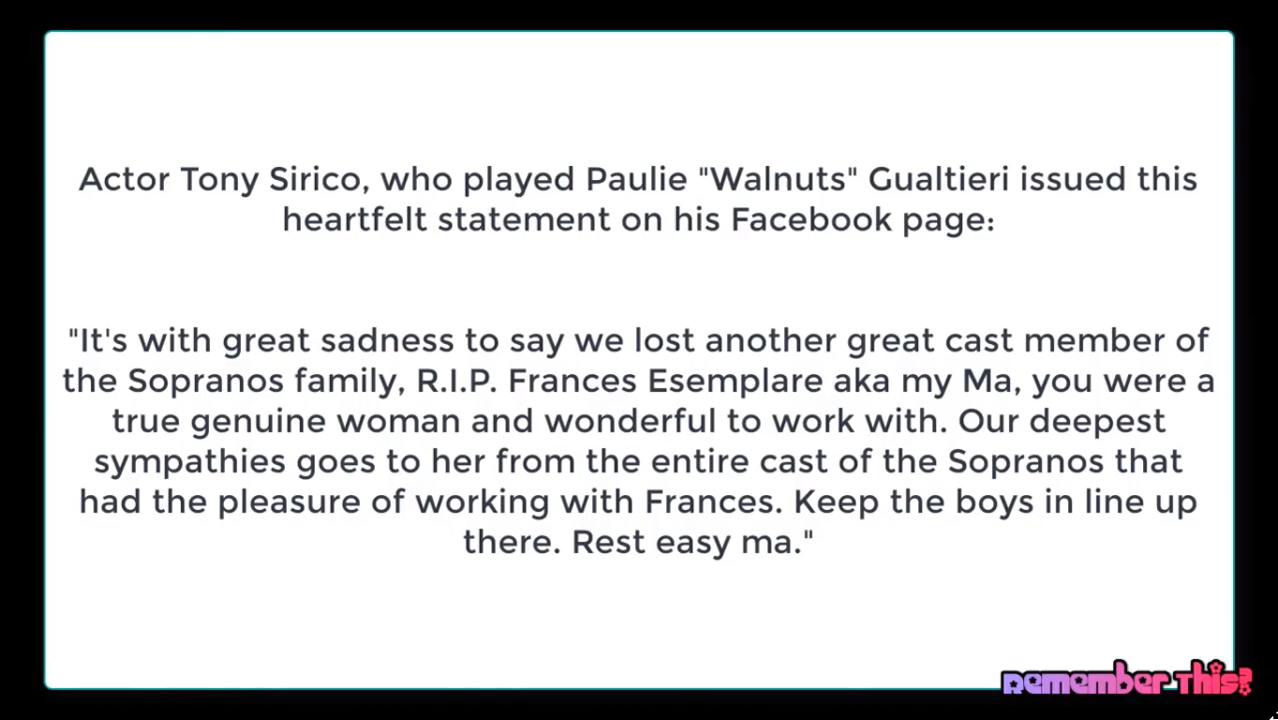 Actor Tony Sirico, who played Paulie "Walnuts" Gualtieri issued this
heartfelt statement on his Facebook page:
"It's with great sadness to say we lost another great cast member of
the Sopranos family, R.I.P. Frances Esemplare aka my Ma, you were a
true genuine woman and wonderful to work with. Our deepest
sympathies goes to her from the entire cast of the Sopranos that
had the pleasure of working with Frances. Keep the boys in line up
there. Rest easy ma."
Remember This?